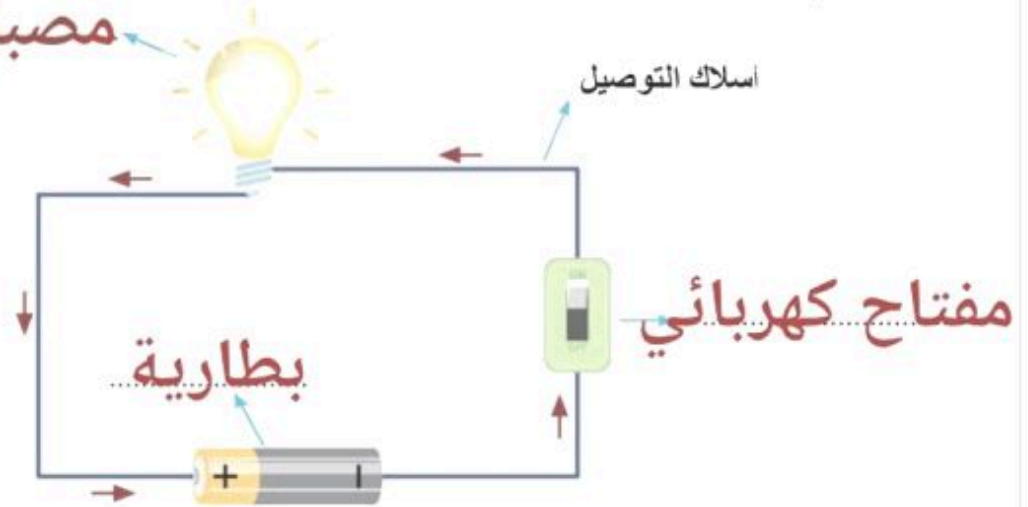 أسلاك التوصيل
مفتاح كهربائي
بطارية
+ -